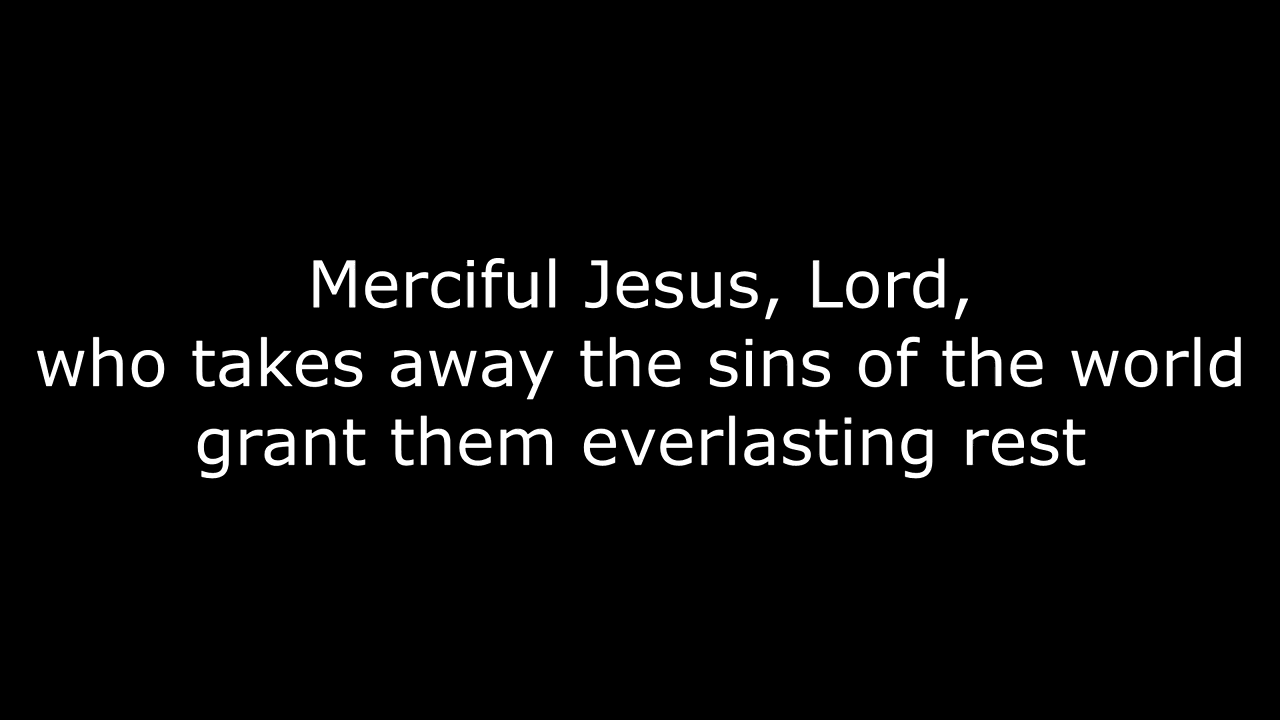 Merciful Jesus, Lord,
who takes away the sins of the world
grant them everlasting rest